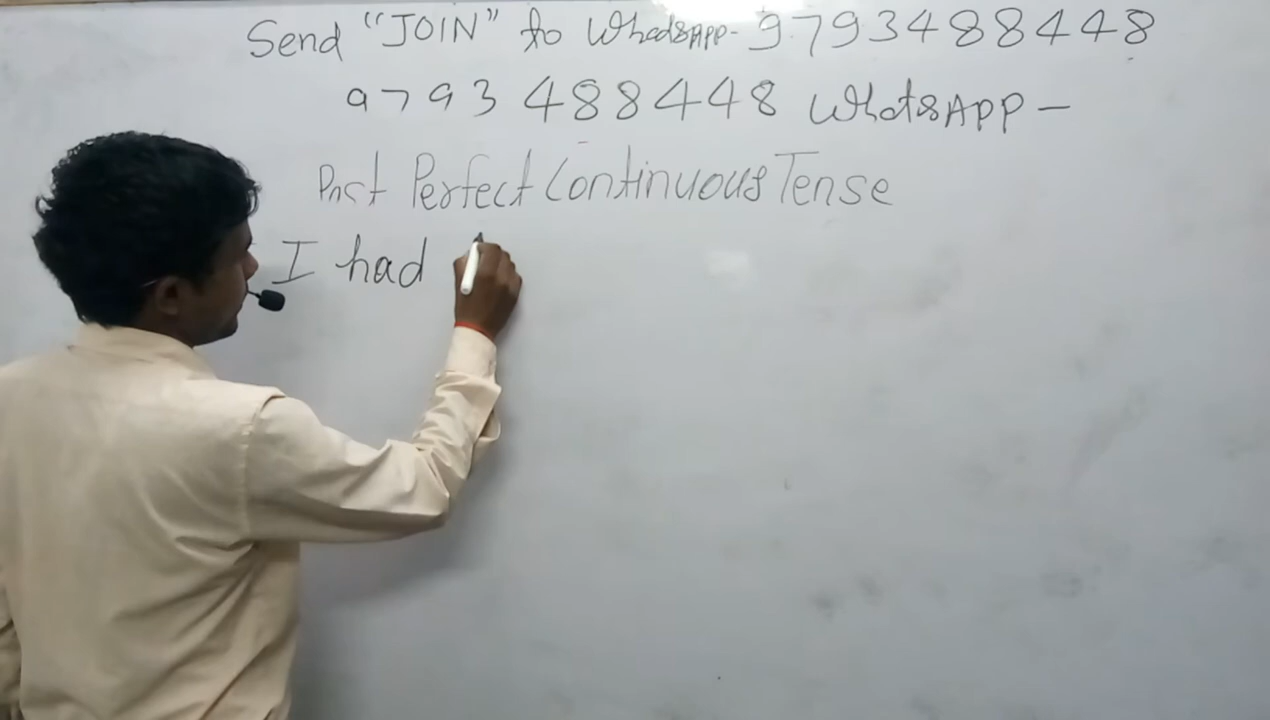 Send "JOIN" to WhatsApp- 9793488448
9793488448 WhatsApp -
Past Perfect Continuous Tense
I had